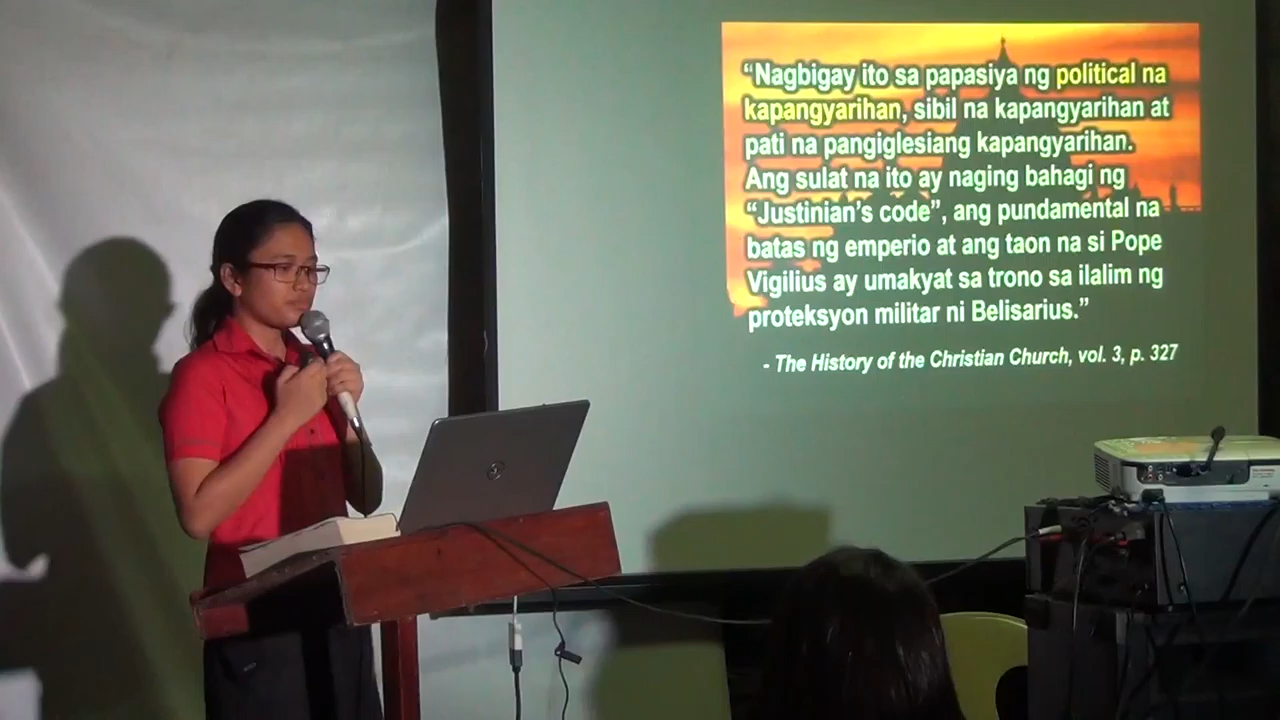 “Nagbigay ito sa papasiya ng political na
kapangyarihan, sibil na kapangyarihan at
pati na pangiglesiang kapangyarihan.
Ang sulat na ito ay naging bahagi ng
“Justinian’s code”, ang pundamental na
batas ng emperio at ang taon na si Pope
Vigilius ay umakyat sa trono sa ilalim ng
proteksyon militar ni Belisarius.”
- The History of the Christian Church, vol. 3, p. 327